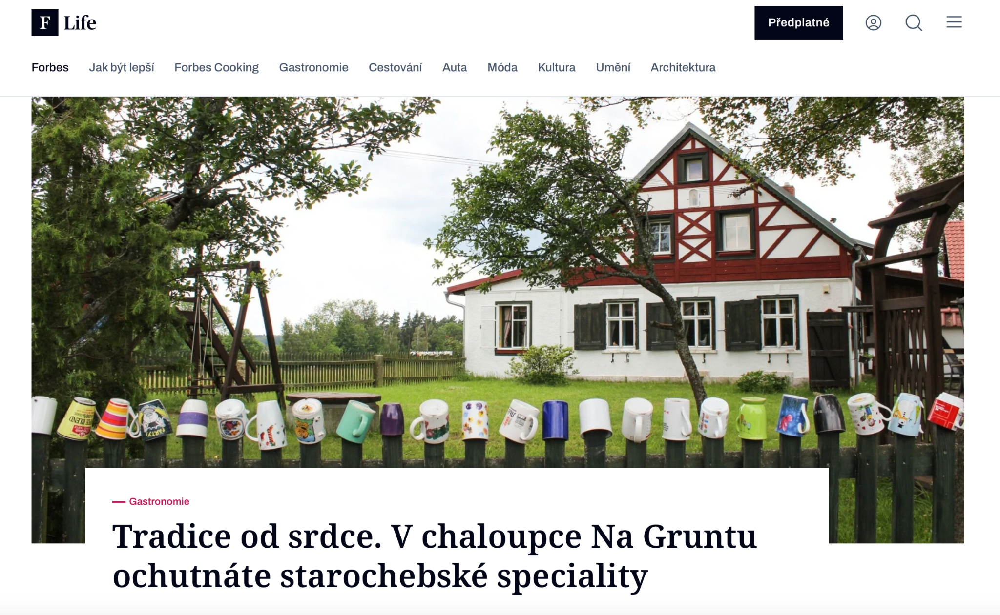 F Life
Předplatné
Forbes Jak být lepší Forbes Cooking Gastronomie Cestování Auta Móda Kultura Umění Architektura
Gastronomie
Tradice od srdce. V chaloupce Na Gruntu
ochutnáte starochebské speciality